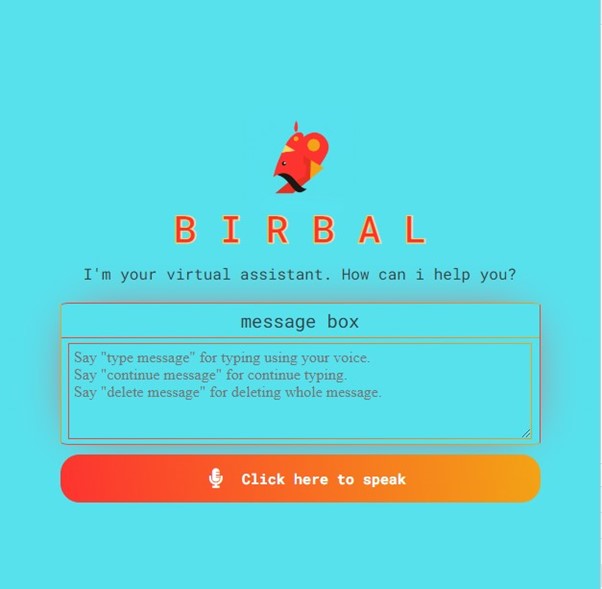 BIRBAL
I'm your virtual assistant. How can i help you?
message box
Say "type message" for typing using your voice.
Say "continue message" for continue typing.
Say "delete message" for deleting whole message.
Click here to speak